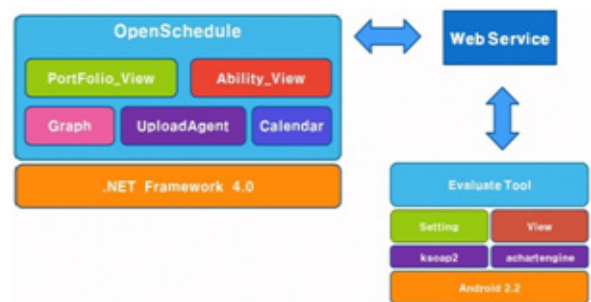 OpenSchedule
PortFolio_View
Ability_View
Graph
UploadAgent
Calendar
.NET Framework 4.0
Web Service
Evaluate Tool
Setting
View
ksoap2
achartengine
Android 2.2